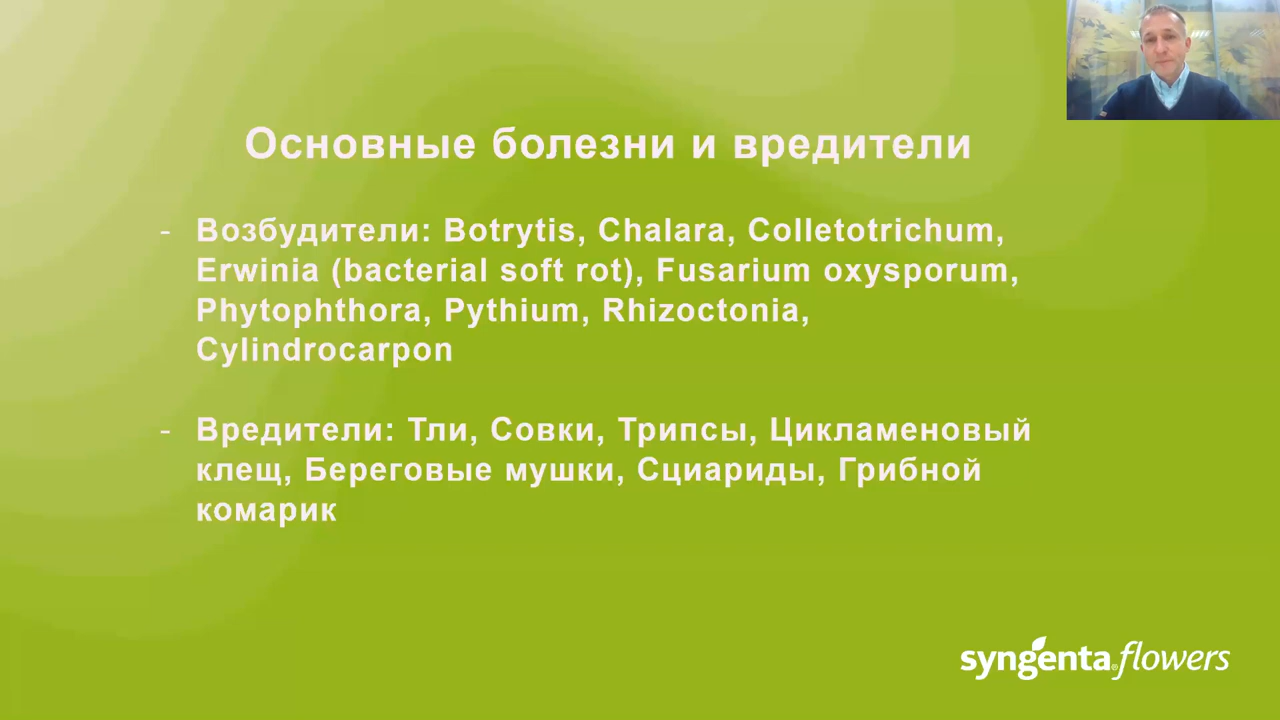 Основные болезни и вредители
- Возбудители: Botrytis, Chalara, Colletotrichum,
Erwinia (bacterial soft rot), Fusarium oxysporum,
Phytophthora, Pythium, Rhizoctonia,
Cylindrocarpon
- Вредители: Тли, Совки, Трипсы, Цикламеновый
клещ, Береговые мушки, Сциариды, Грибной
комарик
syngenta® flowers